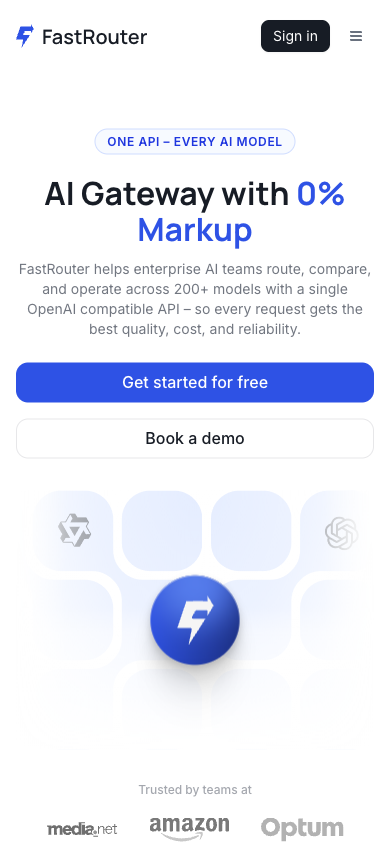 FastRouter
Sign in
ONE API – EVERY AI MODEL
AI Gateway with 0%
Markup
FastRouter helps enterprise AI teams route, compare,
and operate across 200+ models with a single
OpenAI compatible API – so every request gets the
best quality, cost, and reliability.
Get started for free
Book a demo
Trusted by teams at
media.net
amazon
Optum